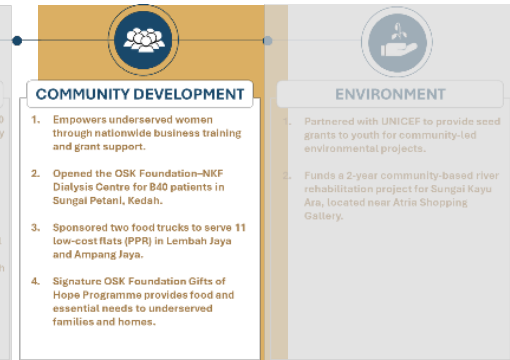 COMMUNITY DEVELOPMENT
1. Empowers underserved women
through nationwide business training
and grant support.
2. Opened the OSK Foundation–NKF
Dialysis Centre for B40 patients in
Sungai Petani, Kedah.
3. Sponsored two food trucks to serve 11
low-cost flats (PPR) in Lembah Jaya
and Ampang Jaya.
4. Signature OSK Foundation Gifts of
Hope Programme provides food and
essential needs to underserved
families and homes.
ENVIRONMENT
1. Partnered with UNICEF to provide seed
grants to youth for community-led
environmental projects.
2. Funds a 2-year community-based river
rehabilitation project for Sungai Kayu
Ara, located near Atria Shopping
Gallery.